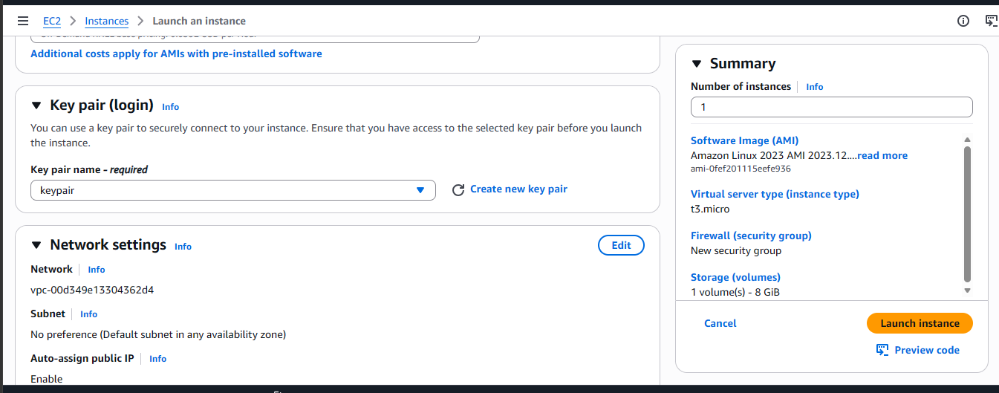 EC2 > Instances > Launch an instance
Additional costs apply for AMIs with pre-installed software
Key pair (login) Info
You can use a key pair to securely connect to your instance. Ensure that you have access to the selected key pair before you launch
the instance.
Key pair name - required
keypair
Create new key pair
Network settings Info
Edit
Network Info
vpc-00d349e13304362d4
Subnet Info
No preference (Default subnet in any availability zone)
Auto-assign public IP Info
Enable
Summary
Number of instances Info
1
Software Image (AMI)
Amazon Linux 2023 AMI 2023.12....read more
ami-0fef201115eefe936
Virtual server type (instance type)
t3.micro
Firewall (security group)
New security group
Storage (volumes)
1 volume(s) - 8 GiB
Cancel
Launch instance
Preview code